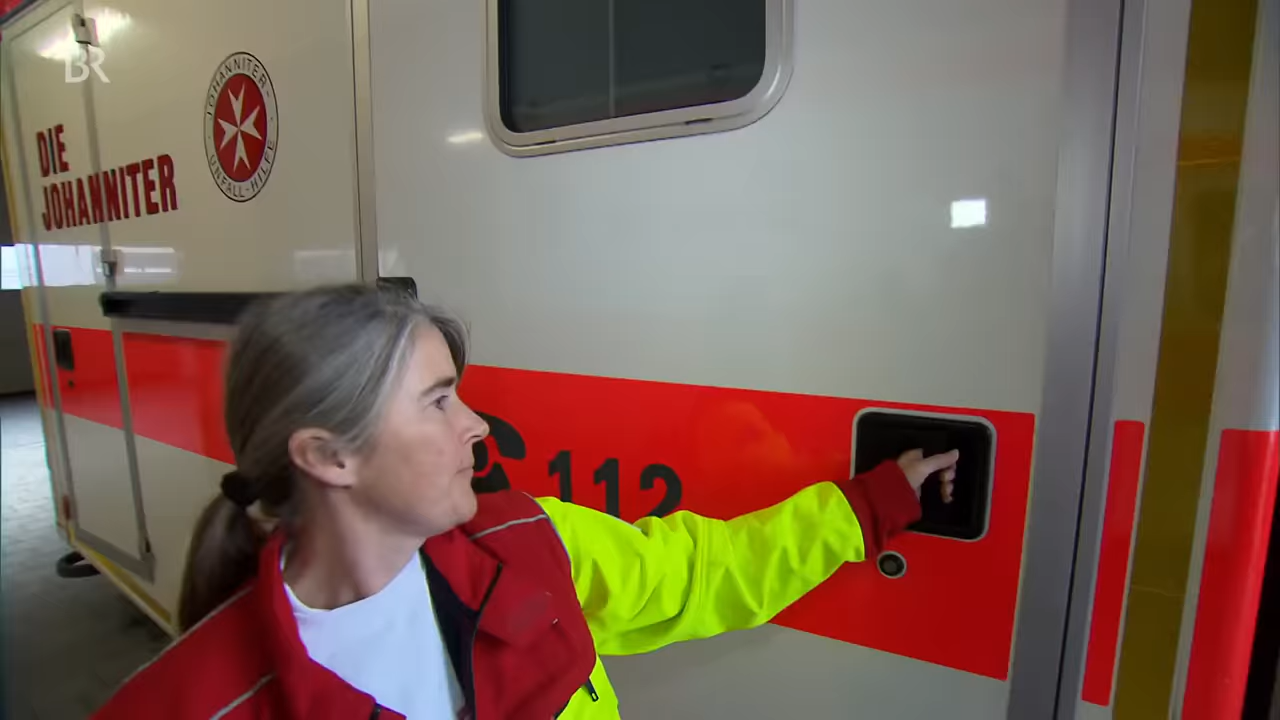 BR
DIE
JOHANNITER
JOHANNITER-
UNFALL-HILFE
112